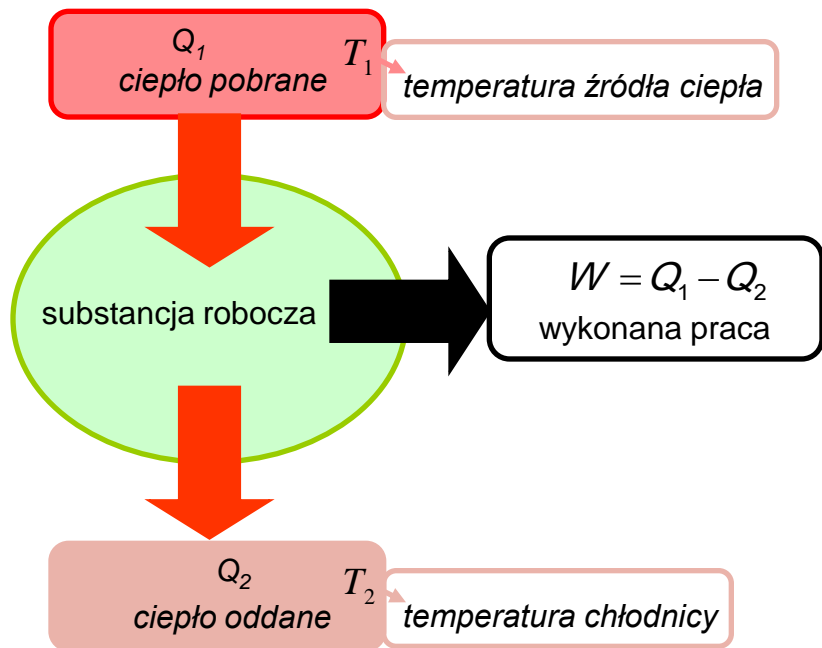 Q₁
ciepło pobrane
T₁
temperatura źródła ciepła
substancja robocza
W = Q₁ − Q₂
wykonana praca
Q₂
ciepło oddane
T₂
temperatura chłodnicy